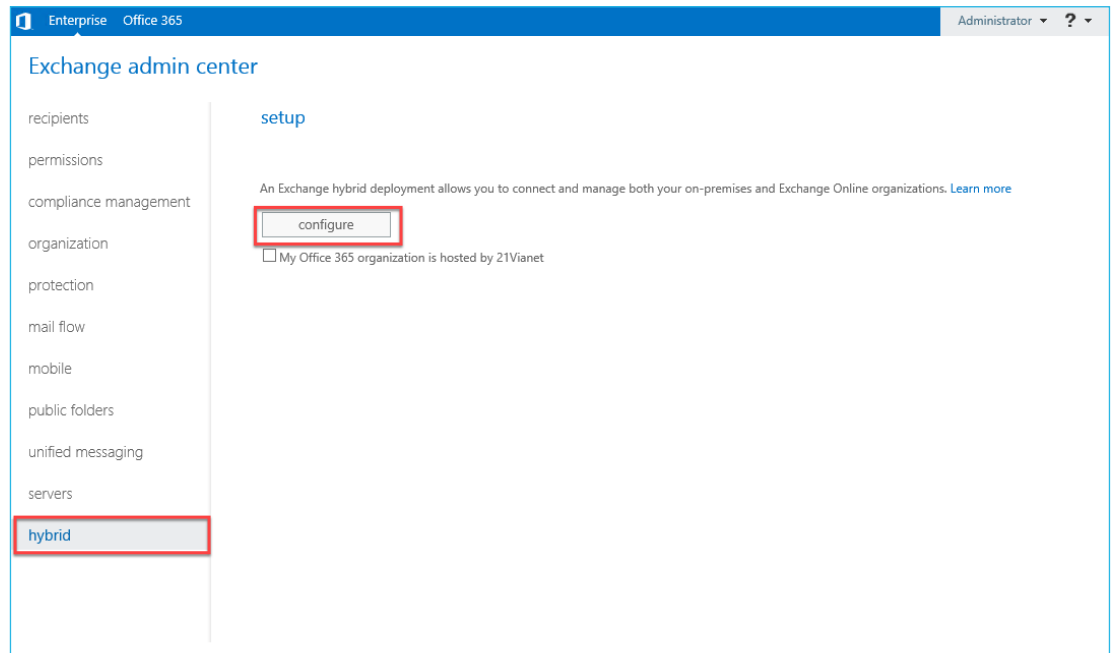 Enterprise Office 365 Administrator ?
Exchange admin center
recipients
permissions
compliance management
organization
protection
mail flow
mobile
public folders
unified messaging
servers
hybrid
setup
An Exchange hybrid deployment allows you to connect and manage both your on-premises and Exchange Online organizations. Learn more
configure
My Office 365 organization is hosted by 21Vianet